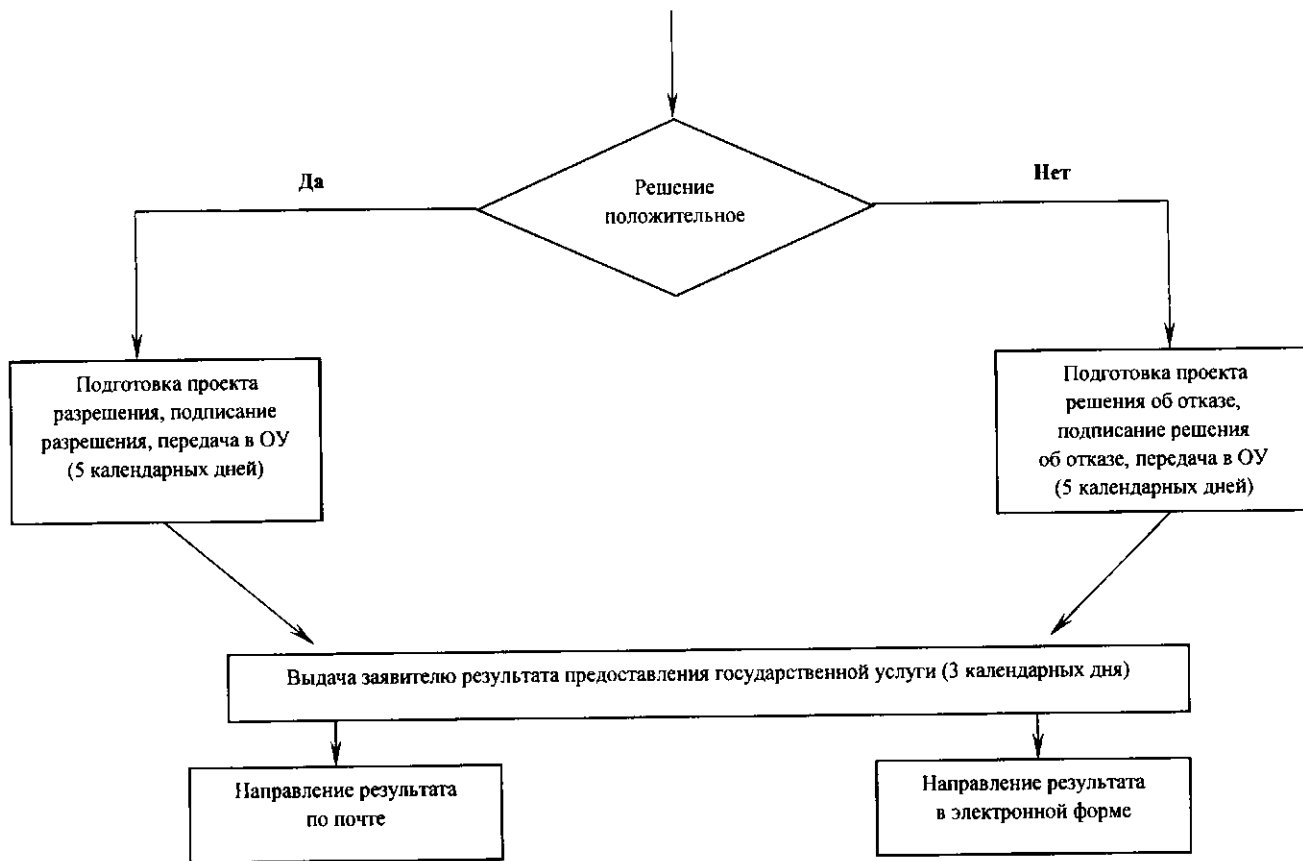 Да
Нет
Решение
положительное
Подготовка проекта
разрешения, подписание
разрешения, передача в ОУ
(5 календарных дней)
Подготовка проекта
решения об отказе,
подписание решения
об отказе, передача в ОУ
(5 календарных дней)
Выдача заявителю результата предоставления государственной услуги (3 календарных дня)
Направление результата
по почте
Направление результата
в электронной форме